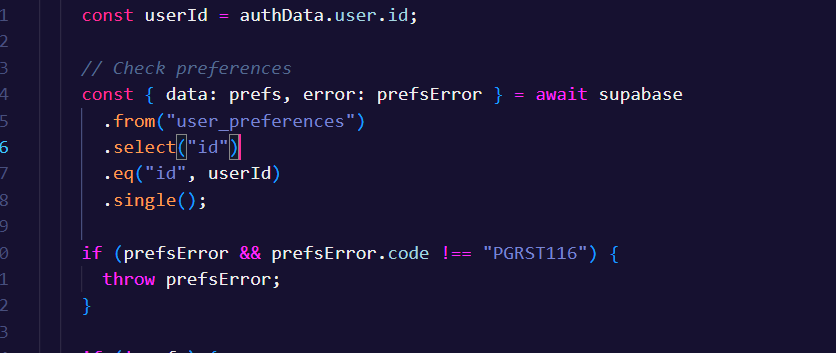 1 const userId = authData.user.id;
2
3 // Check preferences
4 const { data: prefs, error: prefsError } = await supabase
5 .from("user_preferences")
6 .select("id")
7 .eq("id", userId)
8 .single();
9
0 if (prefsError && prefsError.code !== "PGRST116") {
1 throw prefsError;
2 }
3